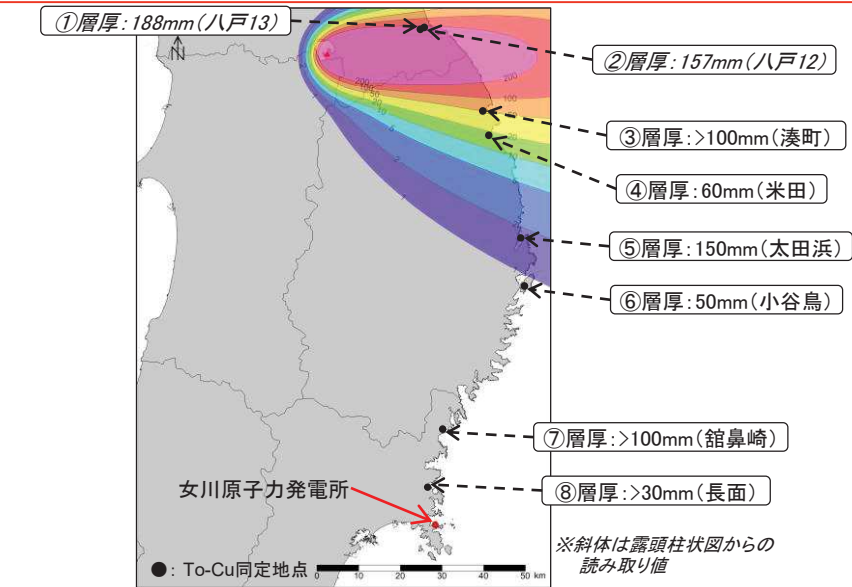 ①層厚:188mm(八戸13)
②層厚:157mm(八戸12)
N
200
100
50
20
③層厚:>100mm(湊町)
④層厚:60mm(米田)
⑤層厚:150mm(太田浜)
⑥層厚:50mm(小谷鳥)
⑦層厚:>100mm(舘鼻崎)
⑧層厚:>30mm(長面)
女川原子力発電所
※斜体は露頭柱状図からの
読み取り値
●:To-Cu同定地点
0 10 20 30 40 50 km